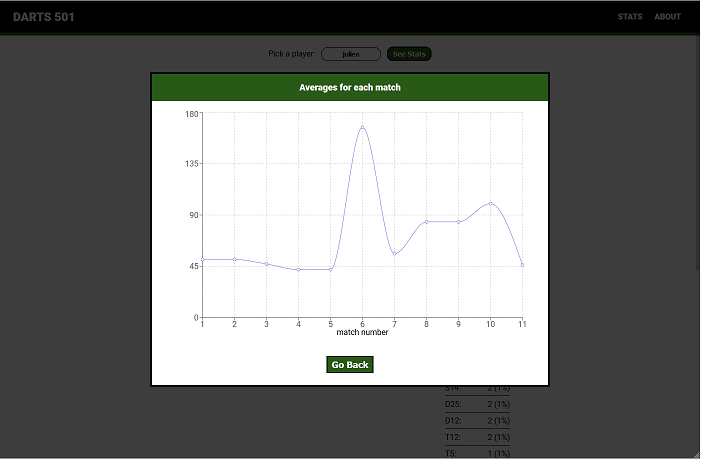 DARTS 501
STATS ABOUT
Pick a player: julien See Stats
Averages for each match
180
135
90
45
0
1 2 3 4 5 6 7 8 9 10 11
match number
Go Back
S14: 2 (1%)
D25: 2 (1%)
D12: 2 (1%)
T12: 2 (1%)
T5: 1 (1%)